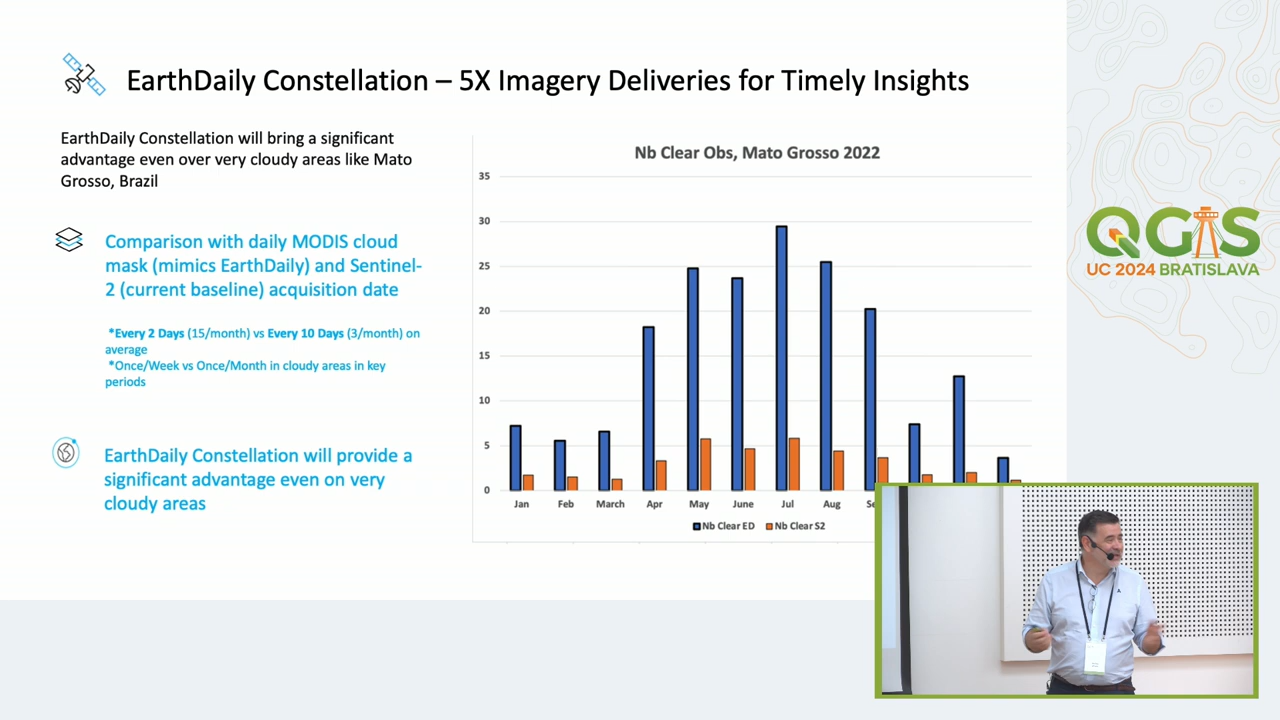 EarthDaily Constellation – 5X Imagery Deliveries for Timely Insights
EarthDaily Constellation will bring a significant
advantage even over very cloudy areas like Mato
Grosso, Brazil
Comparison with daily MODIS cloud
mask (mimics EarthDaily) and Sentinel-
2 (current baseline) acquisition date
*Every 2 Days (15/month) vs Every 10 Days (3/month) on
average
*Once/Week vs Once/Month in cloudy areas in key
periods
EarthDaily Constellation will provide a
significant advantage even on very
cloudy areas
Nb Clear Obs, Mato Grosso 2022
35
30
25
20
15
10
5
0
Jan Feb March Apr May June Jul Aug
Nb Clear ED Nb Clear S2
QGIS
UC 2024 BRATISLAVA